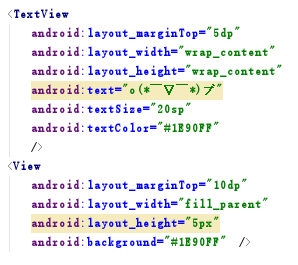 <TextView
android:layout_marginTop="5dp"
android:layout_width="wrap_content"
android:layout_height="wrap_content"
android:text="o(*￣▽￣*)ブ"
android:textSize="20sp"
android:textColor="#1E90FF"
/>
<View
android:layout_marginTop="10dp"
android:layout_width="fill_parent"
android:layout_height="5px"
android:background="#1E90FF" />